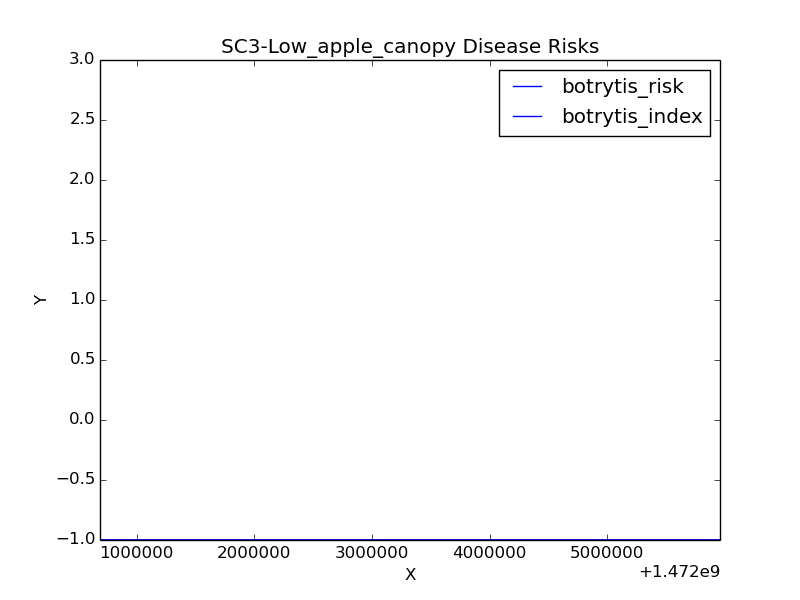 SC3-Low_apple_canopy Disease Risks
botrytis_risk
botrytis_index
3.0
2.5
2.0
1.5
1.0
0.5
0.0
−0.5
−1.0
Y
1000000 2000000 3000000 4000000 5000000
X
+1.472e9